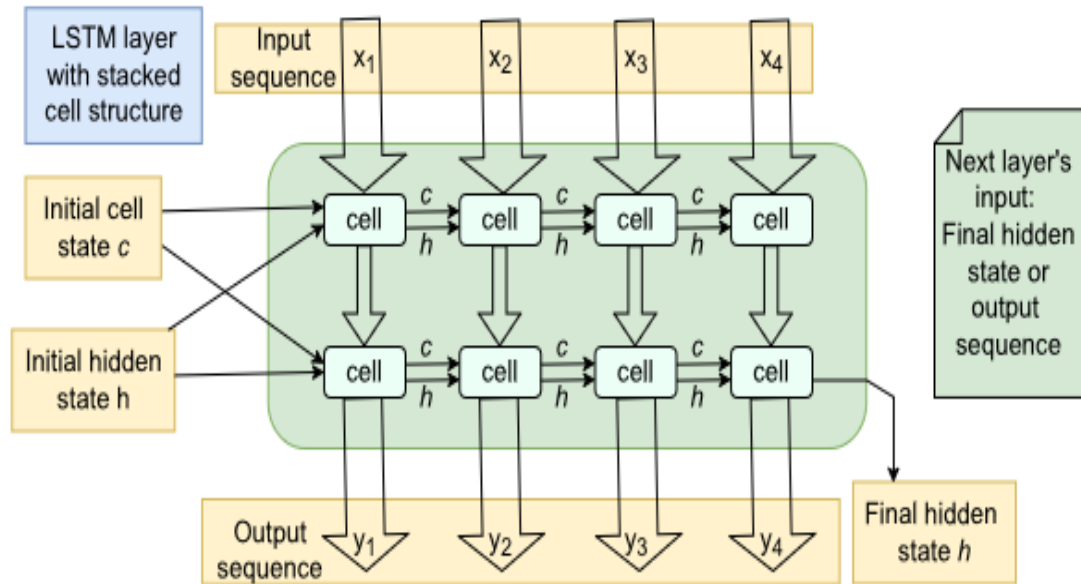 LSTM layer
with stacked
cell structure
Input
sequence
x1
x2
x3
x4
Initial cell
state c
Initial hidden
state h
cell
c
h
cell
c
h
cell
c
h
cell
cell
c
h
cell
c
h
cell
c
h
cell
Next layer's
input:
Final hidden
state or
output
sequence
Output
sequence
y1
y2
y3
y4
Final hidden
state h